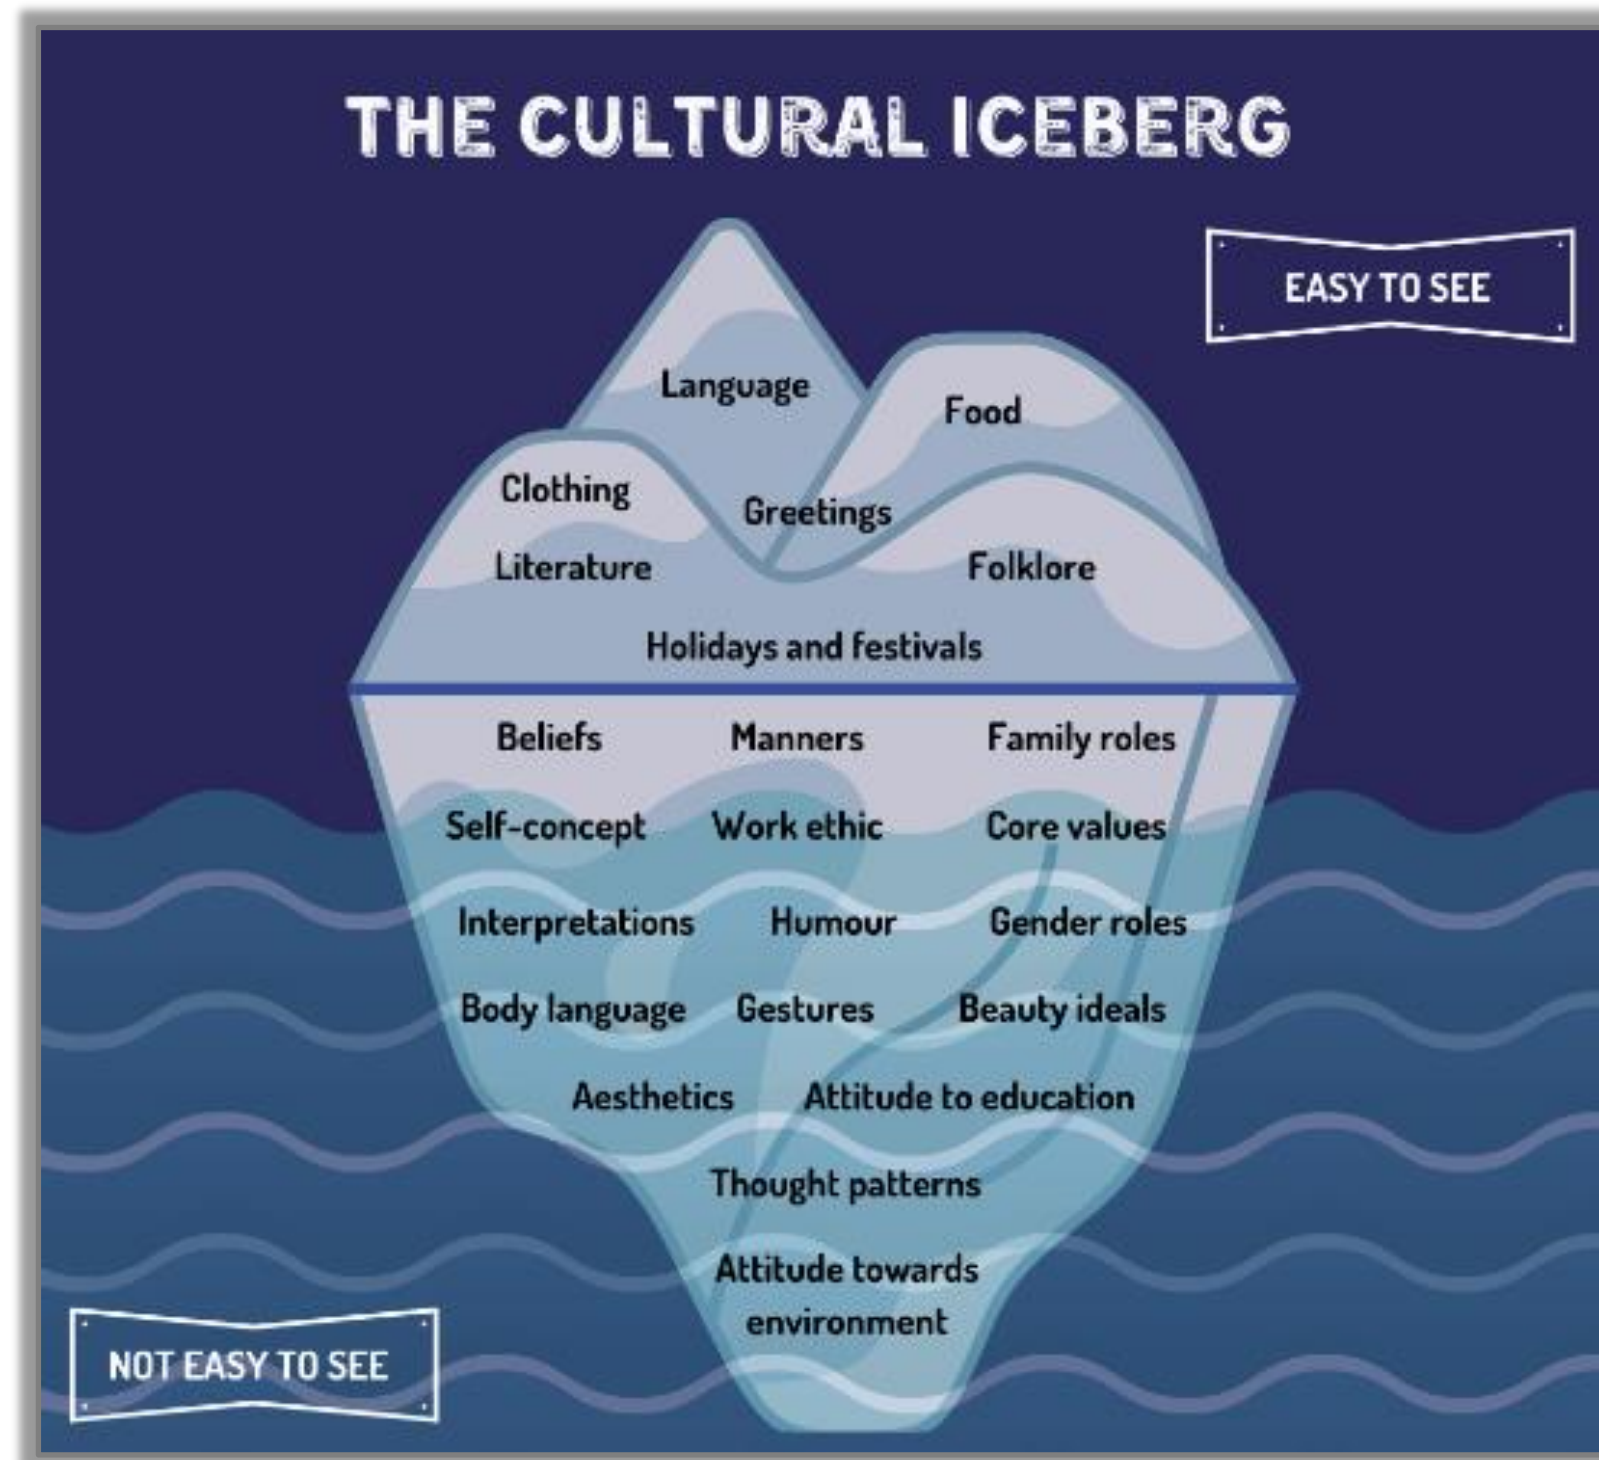 THE CULTURAL ICEBERG
EASY TO SEE
Language
Food
Clothing
Greetings
Literature
Folklore
Holidays and festivals
Beliefs Manners Family roles
Self-concept Work ethic Core values
Interpretations Humour Gender roles
Body language Gestures Beauty ideals
Aesthetics Attitude to education
Thought patterns
Attitude towards
environment
NOT EASY TO SEE